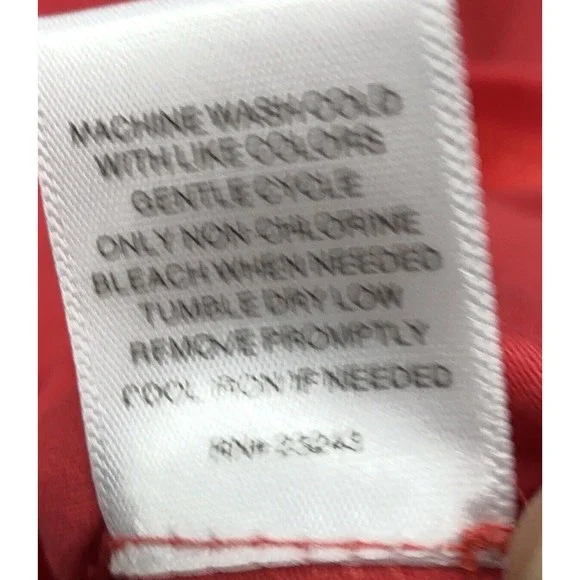 MACHINE WASH COLD
WITH LIKE COLORS
GENTLE CYCLE
ONLY NON-CHLORINE
BLEACH WHEN NEEDED
TUMBLE DRY LOW
REMOVE PROMPTLY
COOL IRON IF NEEDED
RN#